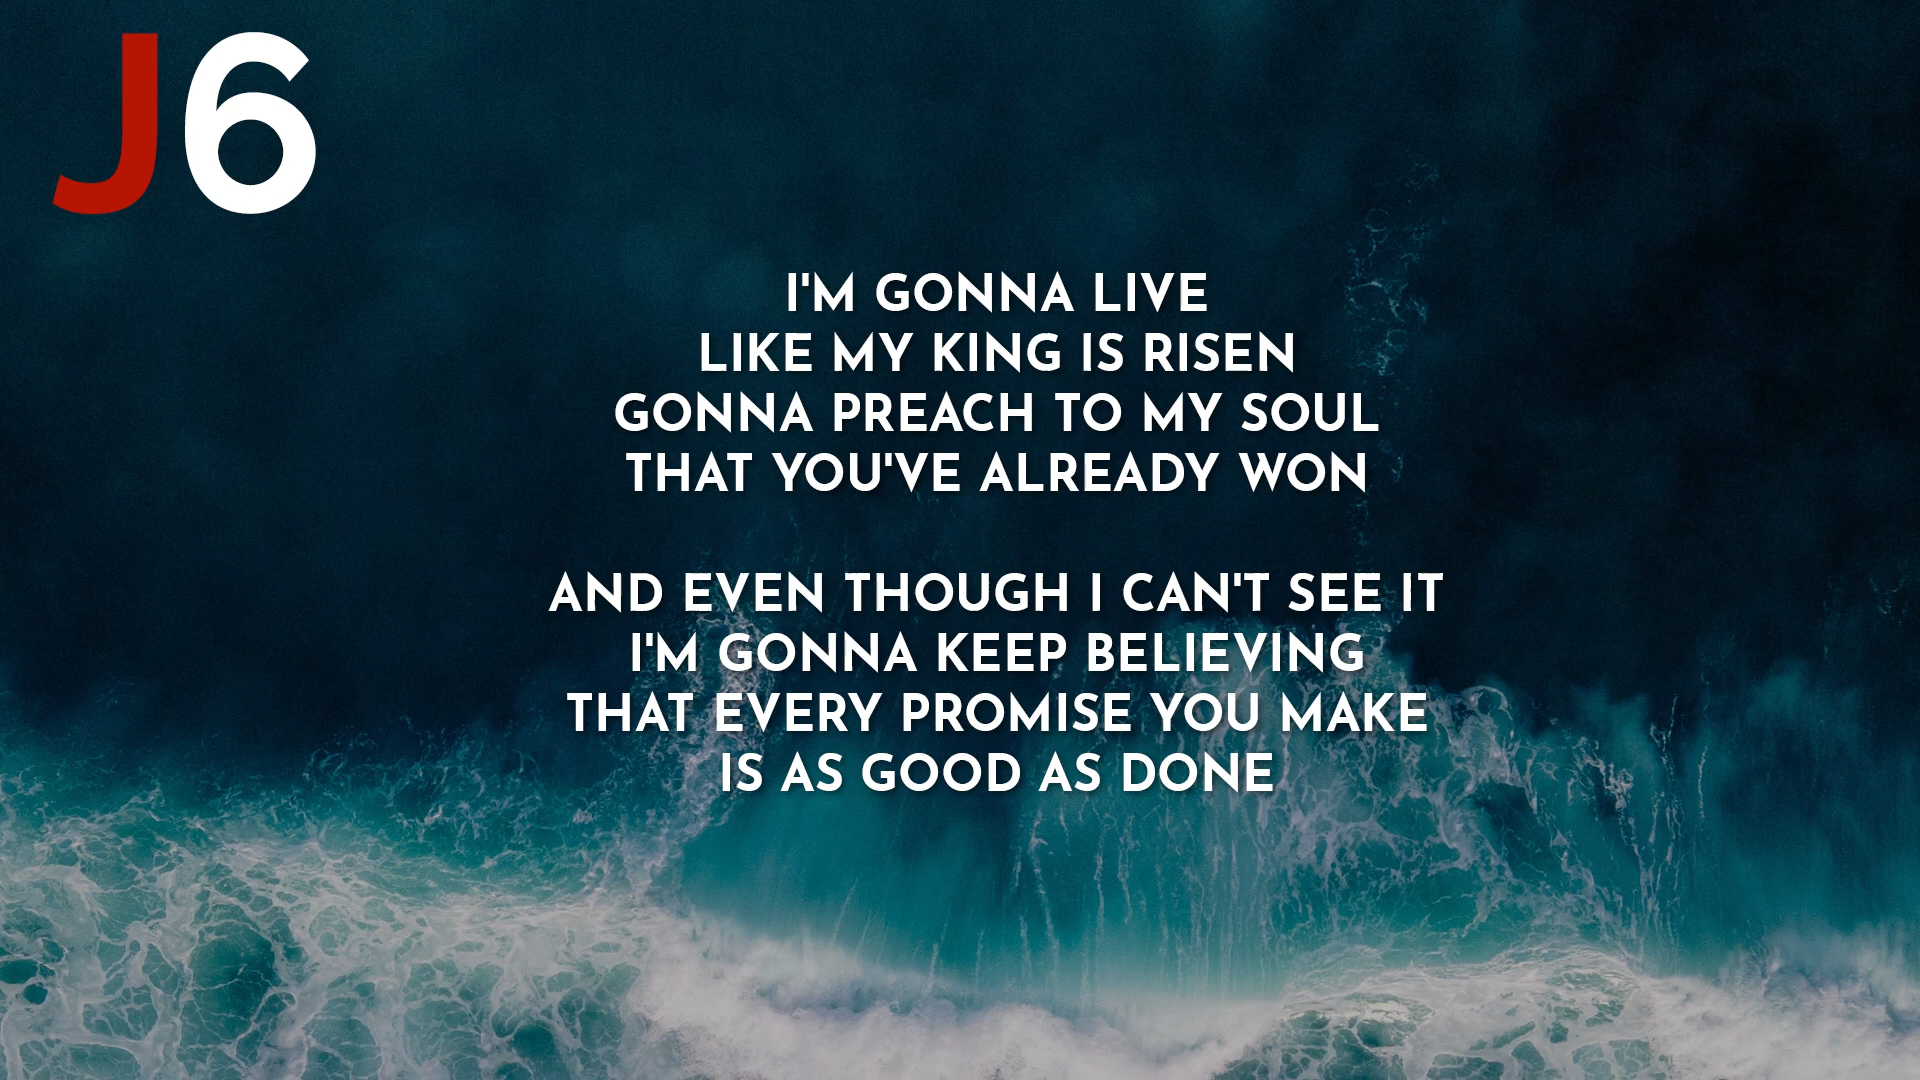 J6
I'M GONNA LIVE
LIKE MY KING IS RISEN
GONNA PREACH TO MY SOUL
THAT YOU'VE ALREADY WON
AND EVEN THOUGH I CAN'T SEE IT
I'M GONNA KEEP BELIEVING
THAT EVERY PROMISE YOU MAKE
IS AS GOOD AS DONE